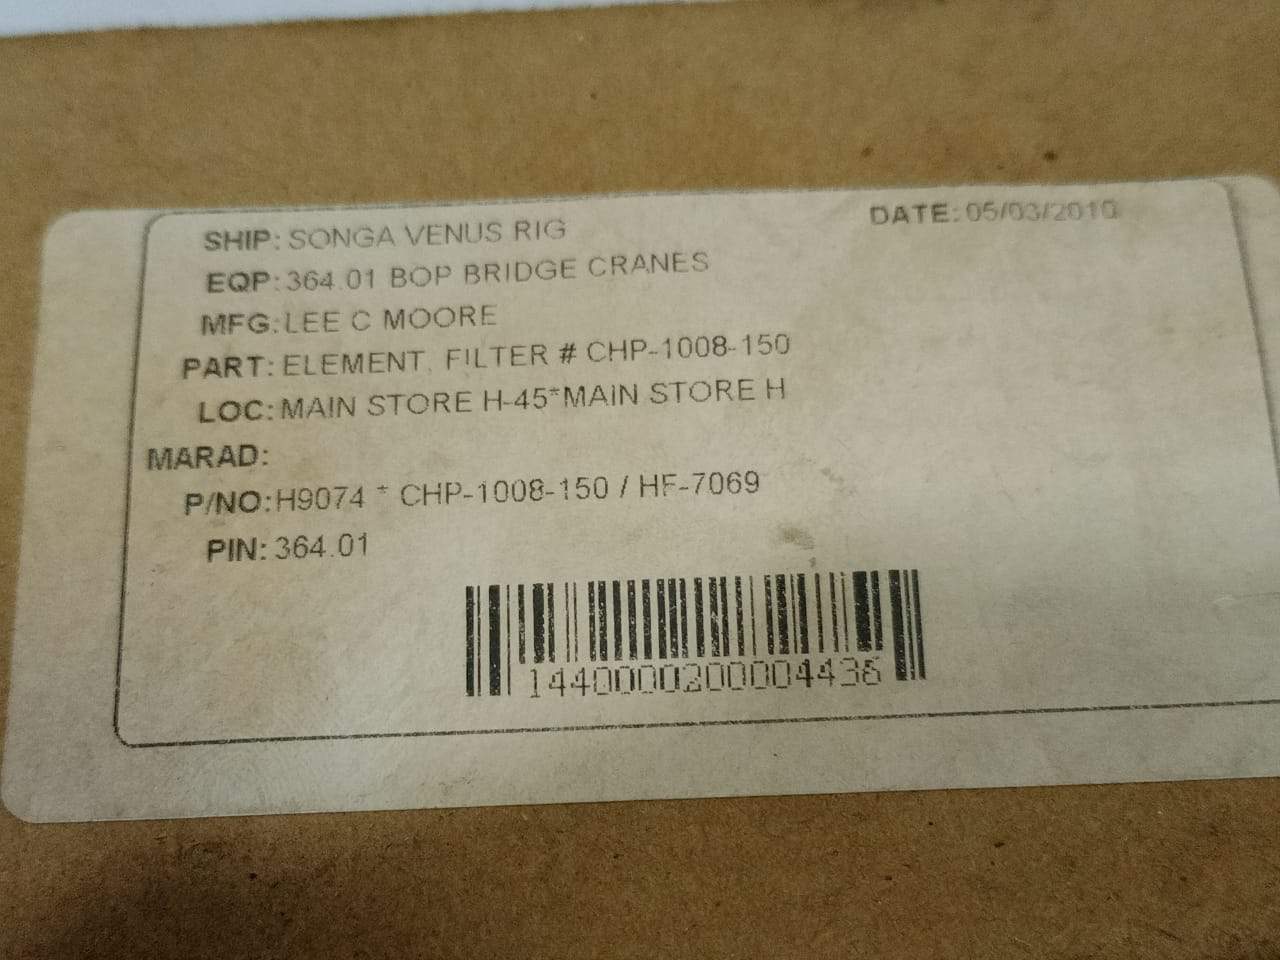 SHIP: SONGA VENUS RIG
DATE: 05/03/2010
EQP: 364.01 BOP BRIDGE CRANES
MFG: LEE C MOORE
PART: ELEMENT, FILTER # CHP-1008-150
LOC: MAIN STORE H-45*MAIN STORE H
MARAD:
P/NO: H9074 * CHP-1008-150 / HF-7069
PIN: 364.01
1440000200004436